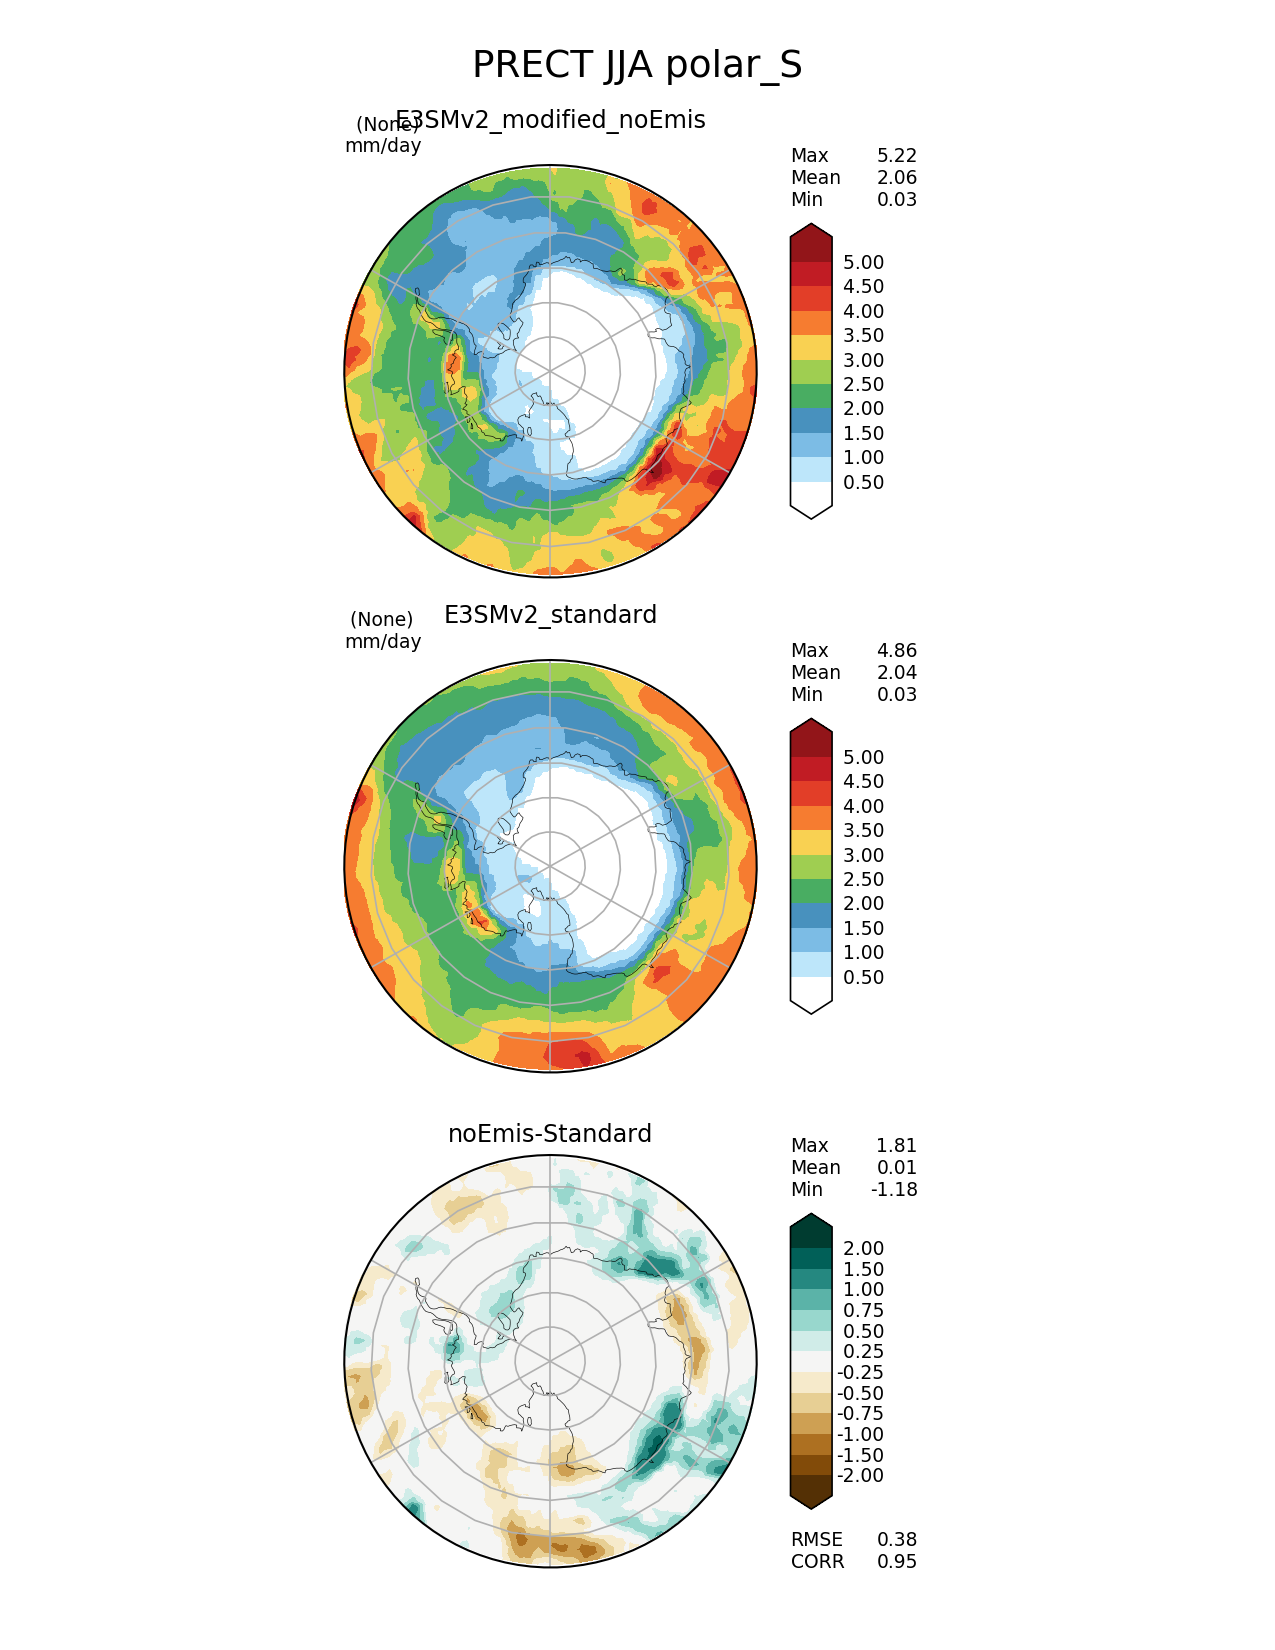 PRECT JJA polar_S
E3SMv2_modified_noEmis
(None)
mm/day
Max 5.22
Mean 2.06
Min 0.03
5.00
4.50
4.00
3.50
3.00
2.50
2.00
1.50
1.00
0.50
E3SMv2_standard
(None)
mm/day
Max 4.86
Mean 2.04
Min 0.03
5.00
4.50
4.00
3.50
3.00
2.50
2.00
1.50
1.00
0.50
noEmis-Standard
Max 1.81
Mean 0.01
Min -1.18
2.00
1.50
1.00
0.75
0.50
0.25
-0.25
-0.50
-0.75
-1.00
-1.50
-2.00
RMSE 0.38
CORR 0.95